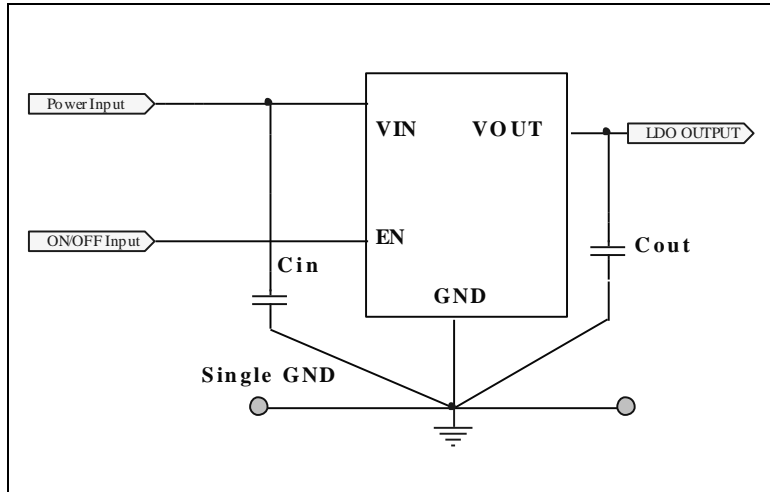 Power Input
VIN
VOUT
LDO OUTPUT
ON/OFF Input
EN
Cin
Cout
GND
Single GND